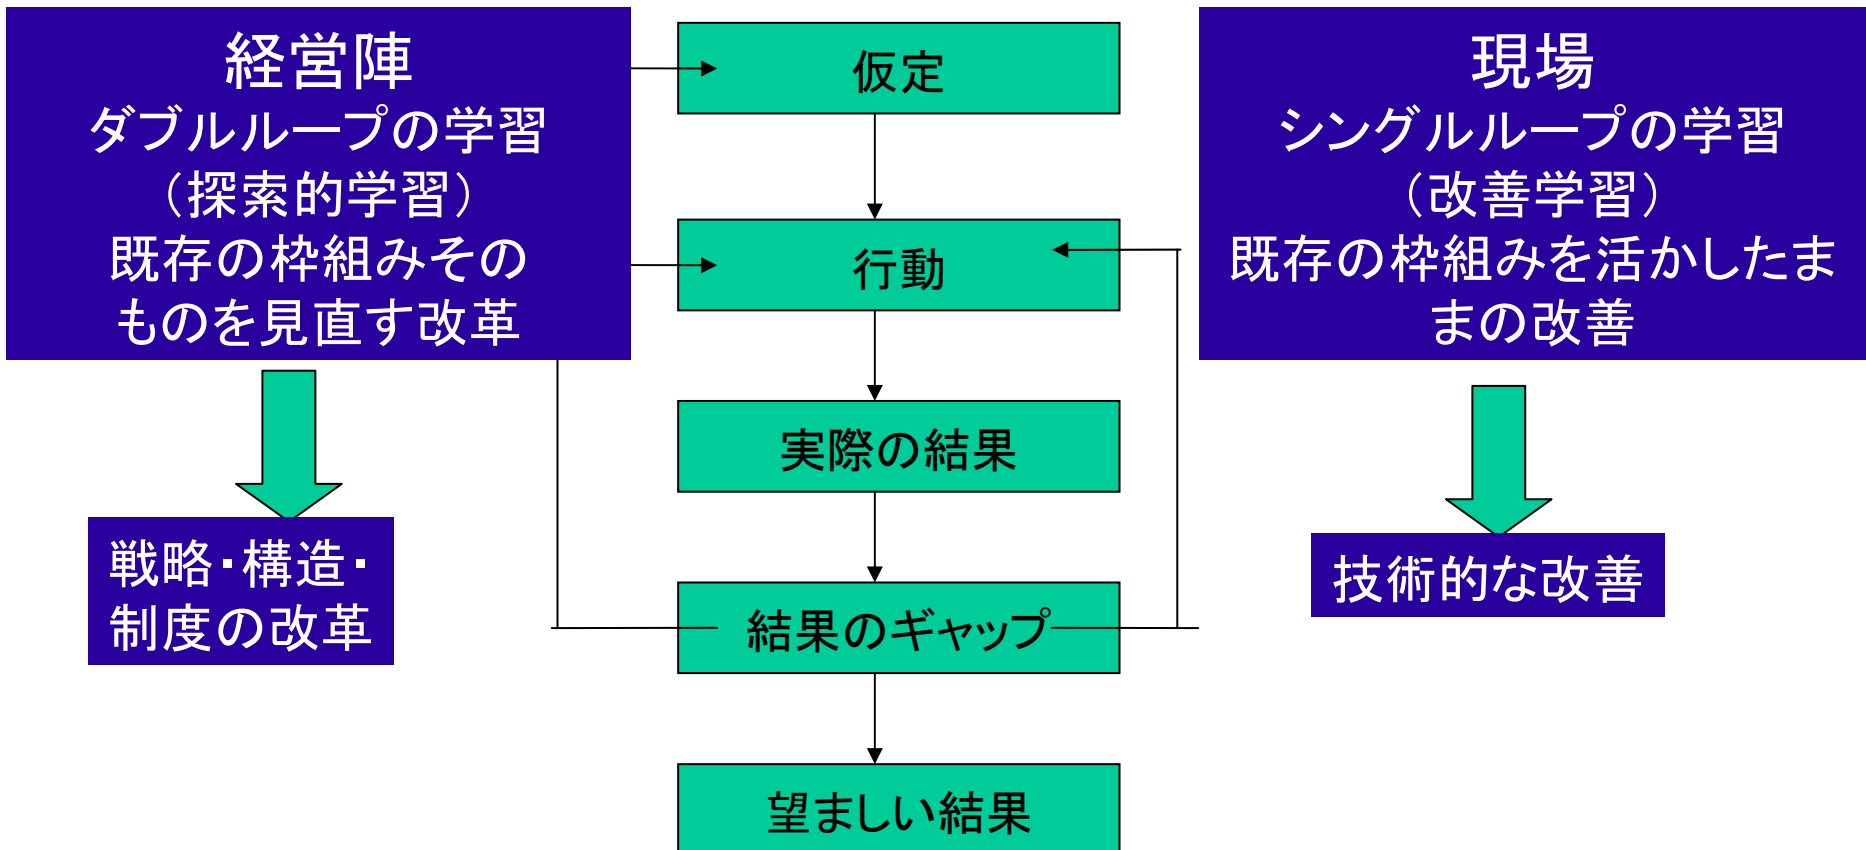 経営陣
ダブルループの学習
（探索的学習）
既存の枠組みその
ものを見直す改革
戦略・構造・
制度の改革
仮定
行動
実際の結果
結果のギャップ
望ましい結果
現場
シングルループの学習
（改善学習）
既存の枠組みを活かしたま
まの改善
技術的な改善